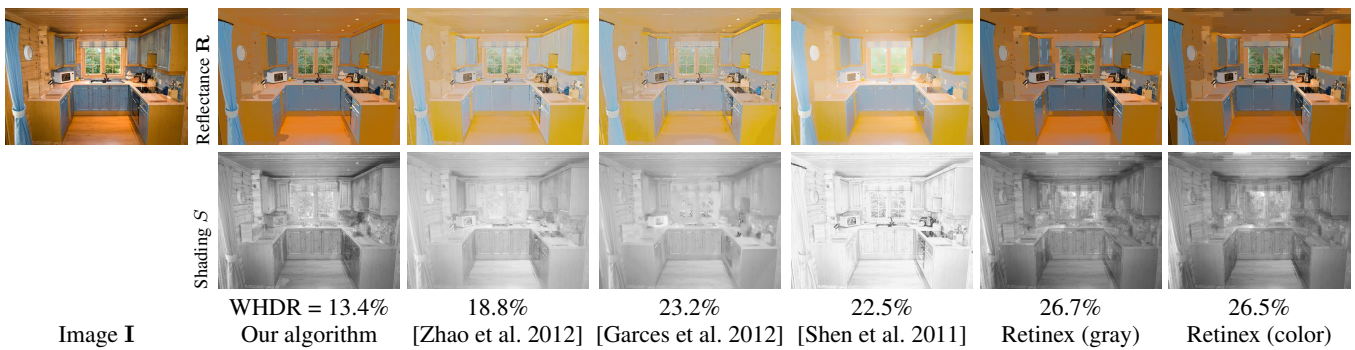 Reflectance R
Shading S
WHDR = 13.4% 18.8% 23.2% 22.5% 26.7% 26.5%
Image I Our algorithm [Zhao et al. 2012] [Garces et al. 2012] [Shen et al. 2011] Retinex (gray) Retinex (color)